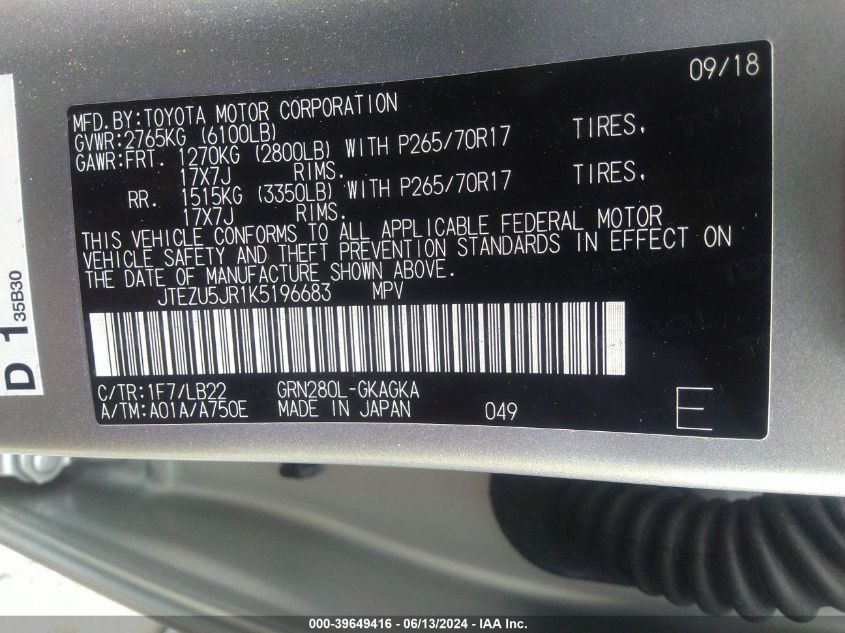 09/18
MFD.BY:TOYOTA MOTOR CORPORATION
GVWR:2765KG (6100LB)
GAWR:FRT. 1270KG (2800LB) WITH P265/70R17 TIRES,
17X7J RIMS.
RR. 1515KG (3350LB) WITH P265/70R17 TIRES,
17X7J RIMS.
THIS VEHICLE CONFORMS TO ALL APPLICABLE FEDERAL MOTOR
VEHICLE SAFETY AND THEFT PREVENTION STANDARDS IN EFFECT ON
THE DATE OF MANUFACTURE SHOWN ABOVE.
JTEZU5JR1K5196683 MPV
C/TR:1F7/LB22 GRN280L-GKAGKA
A/TM:A01A/A750E MADE IN JAPAN 049 E
D 1 35B30
000-39649416 - 06/13/2024 - IAA Inc.